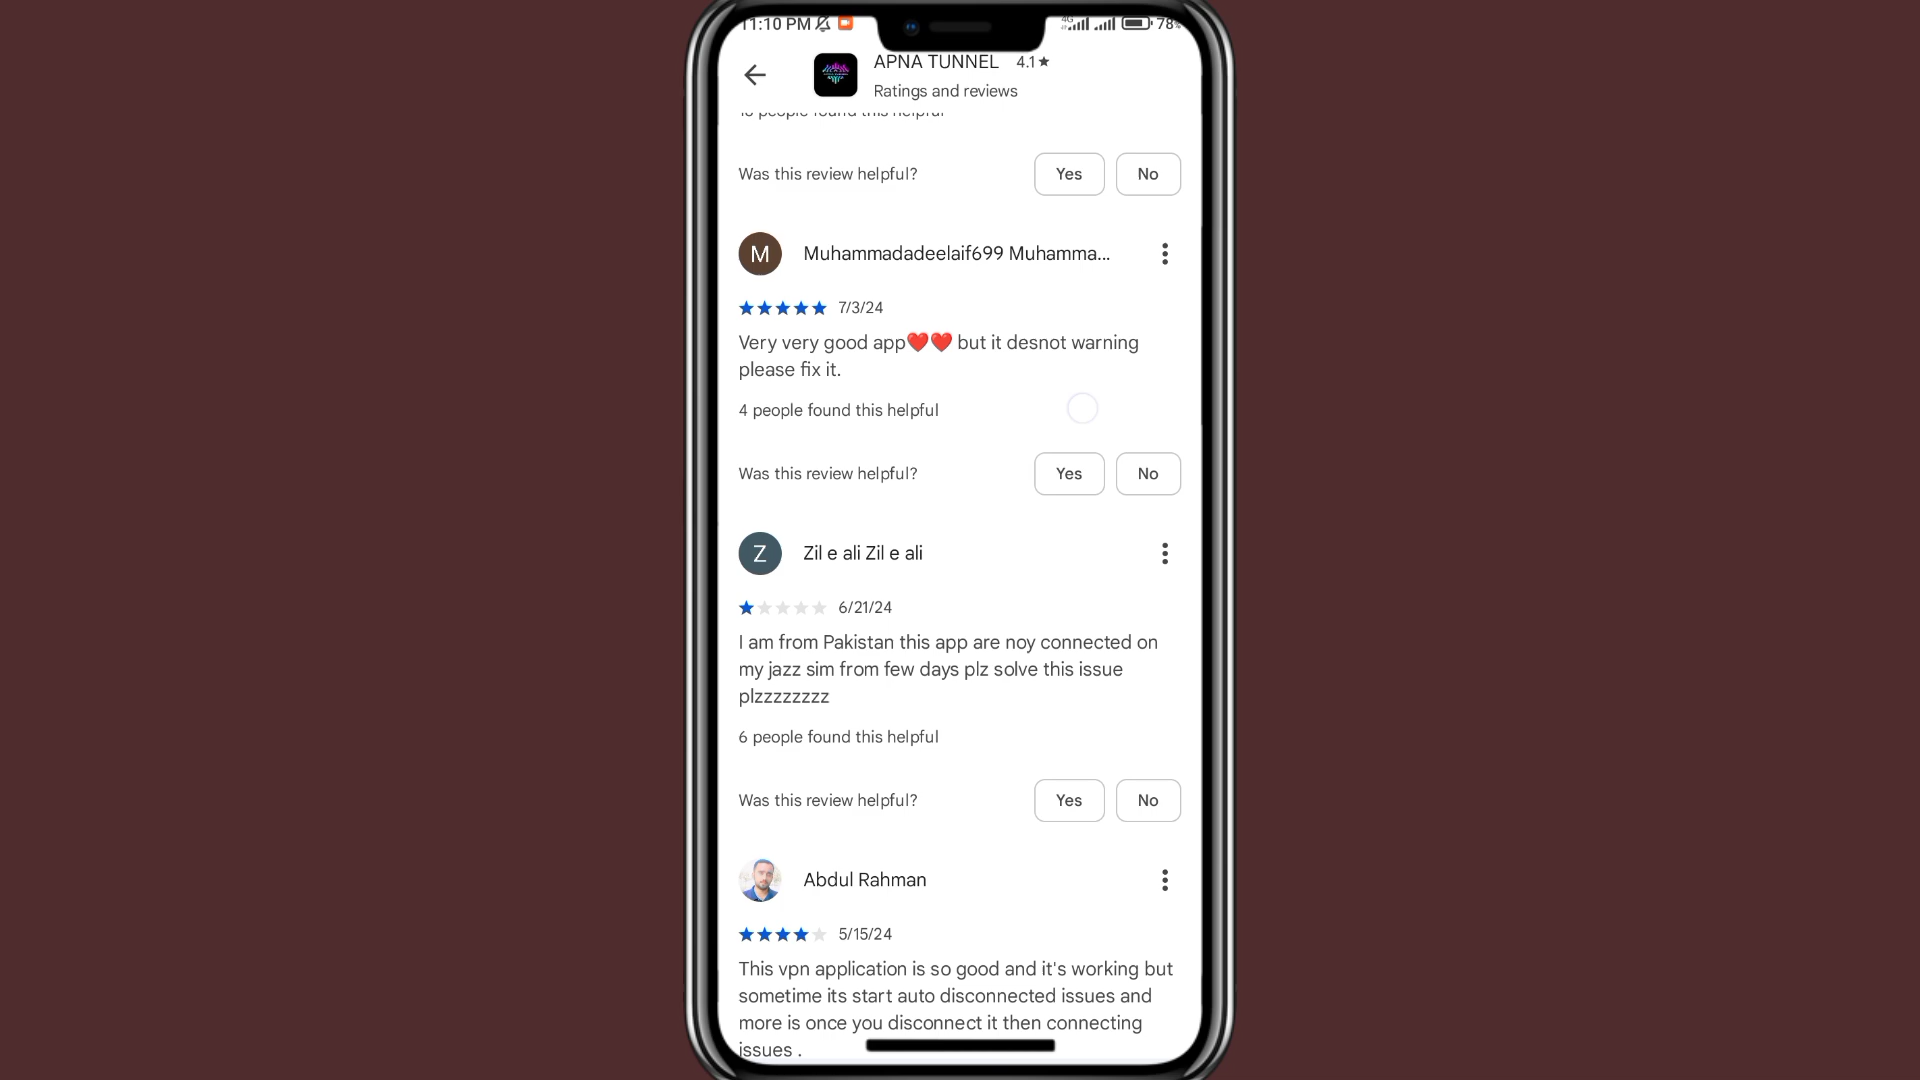 11:10 PM
4G
78%
APNA TUNNEL 4.1★
Ratings and reviews
people found this helpful
Was this review helpful? Yes No
M Muhammadadeelaif699 Muhamma...
7/3/24
Very very good app❤️❤️ but it desnot warning
please fix it.
4 people found this helpful
Was this review helpful? Yes No
Z Zil e ali Zil e ali
6/21/24
I am from Pakistan this app are noy connected on
my jazz sim from few days plz solve this issue
plzzzzzzzz
6 people found this helpful
Was this review helpful? Yes No
Abdul Rahman
5/15/24
This vpn application is so good and it's working but
sometime its start auto disconnected issues and
more is once you disconnect it then connecting
issues .